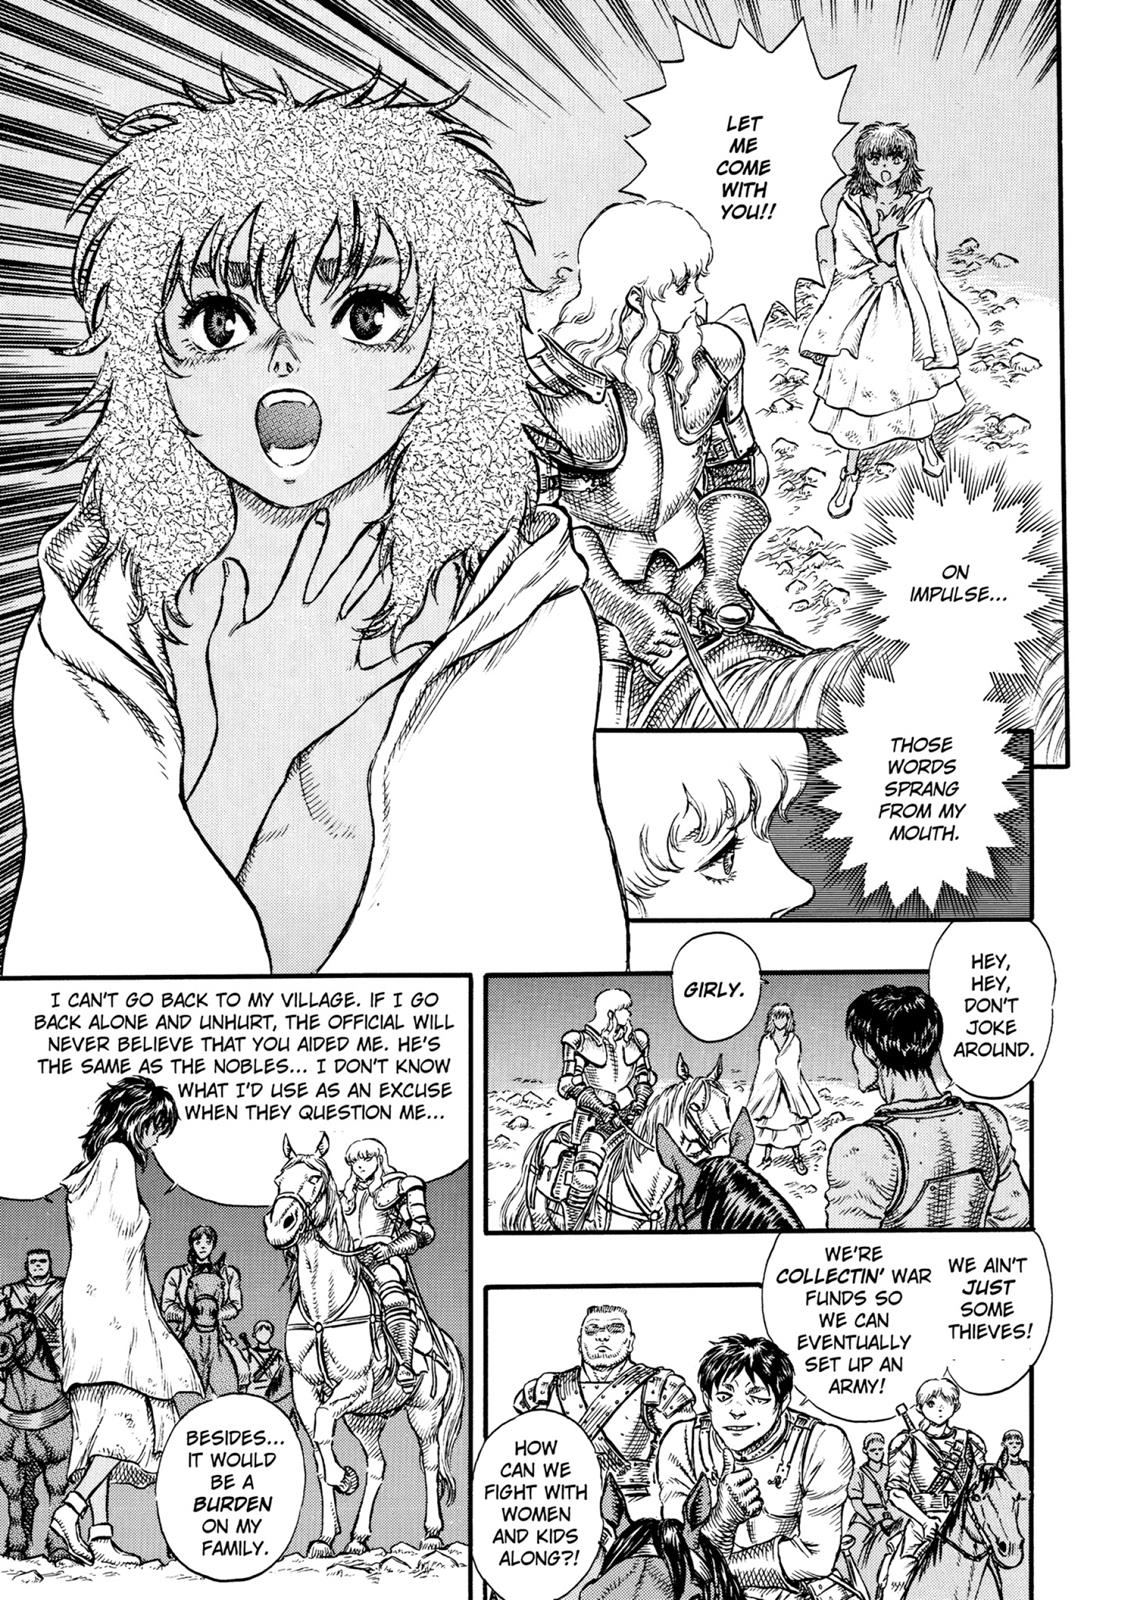 LET
ME
COME
WITH
YOU!!
ON
IMPULSE...
THOSE
WORDS
SPRANG
FROM MY
MOUTH.
HEY,
HEY,
DON'T
JOKE
AROUND.
GIRLY.
WE AIN'T
JUST
SOME
THIEVES!
WE'RE
COLLECTIN' WAR
FUNDS SO
WE CAN
EVENTUALLY
SET UP AN
ARMY!
HOW
CAN WE
FIGHT WITH
WOMEN
AND KIDS
ALONG?!
I CAN'T GO BACK TO MY VILLAGE. IF I GO
BACK ALONE AND UNHURT, THE OFFICIAL WILL
NEVER BELIEVE THAT YOU AIDED ME. HE'S
THE SAME AS THE NOBLES... I DON'T KNOW
WHAT I'D USE AS AN EXCUSE
WHEN THEY QUESTION ME...
BESIDES...
IT WOULD
BE A
BURDEN
ON MY
FAMILY.